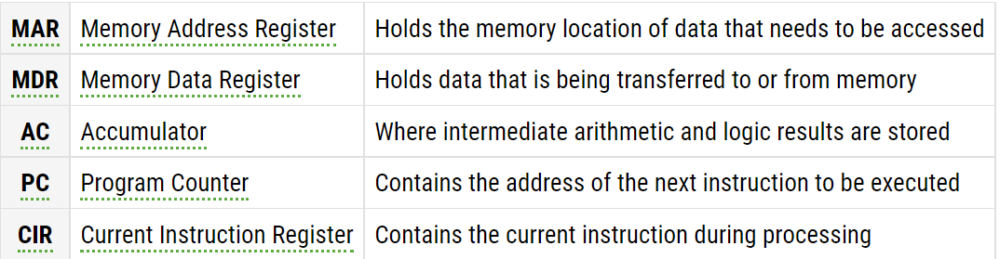 MAR Memory Address Register Holds the memory location of data that needs to be accessed
MDR Memory Data Register Holds data that is being transferred to or from memory
AC Accumulator Where intermediate arithmetic and logic results are stored
PC Program Counter Contains the address of the next instruction to be executed
CIR Current Instruction Register Contains the current instruction during processing